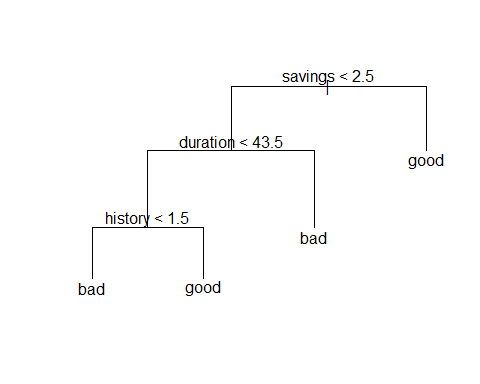 savings < 2.5
duration < 43.5
good
history < 1.5
bad
bad
good